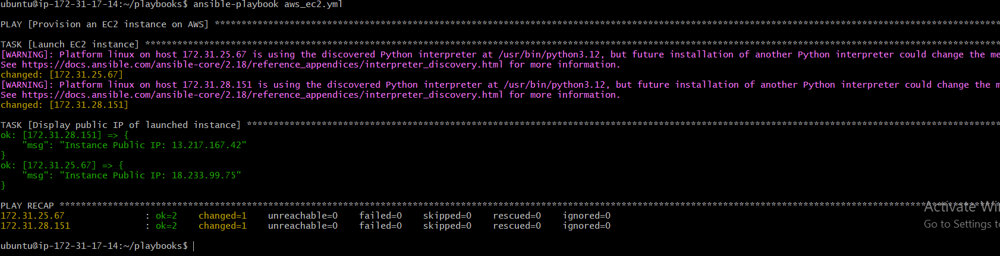 ubuntu@ip-172-31-17-14:~/playbooks$ ansible-playbook aws_ec2.yml
PLAY [Provision an EC2 instance on AWS] ****************************************************************************************************************************************************
TASK [Launch EC2 instance] ****************************************************************************************************************************************************************
[WARNING]: Platform linux on host 172.31.25.67 is using the discovered Python interpreter at /usr/bin/python3.12, but future installation of another Python interpreter could change the
See https://docs.ansible.com/ansible-core/2.18/reference_appendices/interpreter_discovery.html for more information.
changed: [172.31.25.67]
[WARNING]: Platform linux on host 172.31.28.151 is using the discovered Python interpreter at /usr/bin/python3.12, but future installation of another Python interpreter could change the
See https://docs.ansible.com/ansible-core/2.18/reference_appendices/interpreter_discovery.html for more information.
changed: [172.31.28.151]
TASK [Display public IP of launched instance] *********************************************************************************************************************************************
ok: [172.31.28.151] => {
    "msg": "Instance Public IP: 13.217.167.42"
}
ok: [172.31.25.67] => {
    "msg": "Instance Public IP: 18.233.99.75"
}
PLAY RECAP ********************************************************************************************************************************************************************************
172.31.25.67               : ok=2    changed=1    unreachable=0    failed=0    skipped=0    rescued=0    ignored=0
172.31.28.151              : ok=2    changed=1    unreachable=0    failed=0    skipped=0    rescued=0    ignored=0
Activate
Go to Settings
ubuntu@ip-172-31-17-14:~/playbooks$